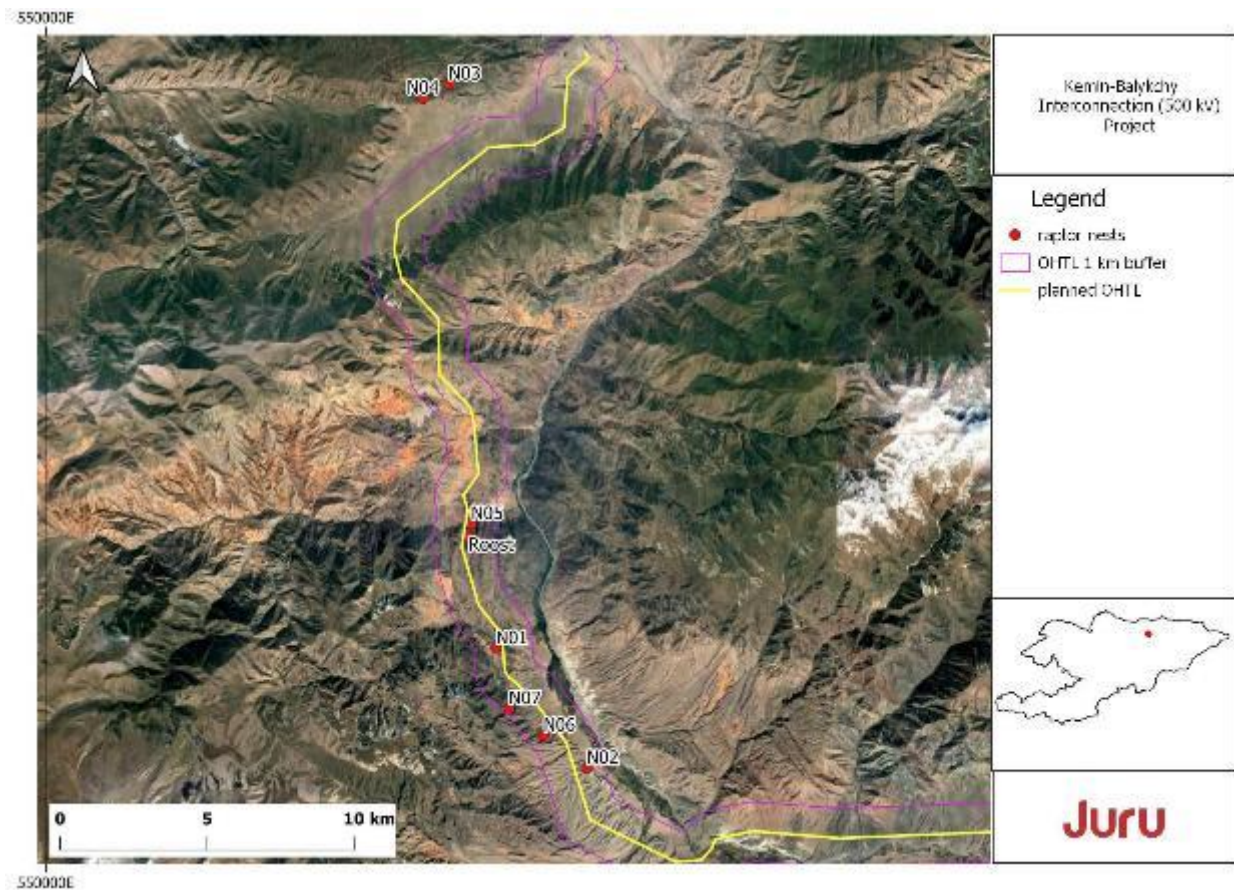 550000E
N03
N04
N05
Roost
N01
N07
N06
N02
0 5 10 km
Kemin-Balykchy
Interconnection (500 kV)
Project
Legend
raptor nests
OHTL 1 km buffer
planned OHTL
Juru
550000E